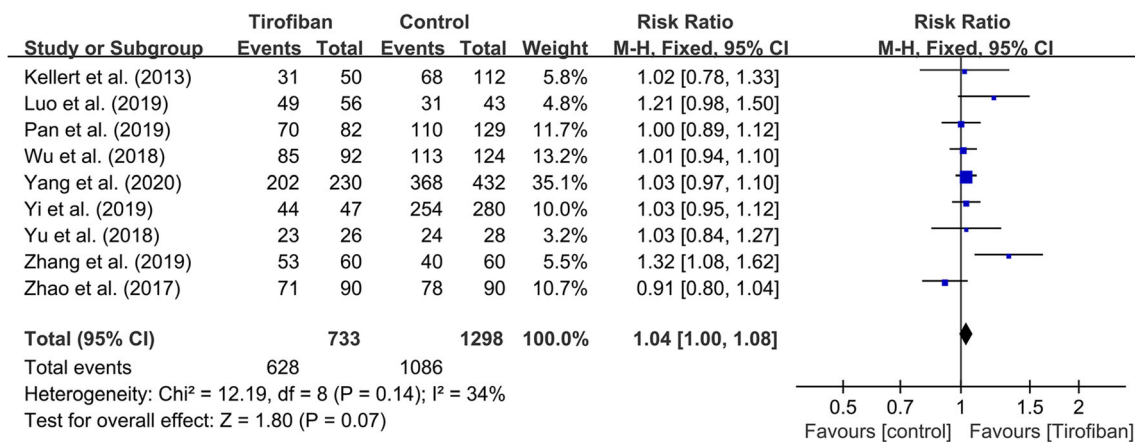 Tirofiban Control Risk Ratio Risk Ratio
Study or Subgroup Events Total Events Total Weight M-H, Fixed, 95% CI M-H, Fixed, 95% CI
Kellert et al. (2013) 31 50 68 112 5.8% 1.02 [0.78, 1.33]
Luo et al. (2019) 49 56 31 43 4.8% 1.21 [0.98, 1.50]
Pan et al. (2019) 70 82 110 129 11.7% 1.00 [0.89, 1.12]
Wu et al. (2018) 85 92 113 124 13.2% 1.01 [0.94, 1.10]
Yang et al. (2020) 202 230 368 432 35.1% 1.03 [0.97, 1.10]
Yi et al. (2019) 44 47 254 280 10.0% 1.03 [0.95, 1.12]
Yu et al. (2018) 23 26 24 28 3.2% 1.03 [0.84, 1.27]
Zhang et al. (2019) 53 60 40 60 5.5% 1.32 [1.08, 1.62]
Zhao et al. (2017) 71 90 78 90 10.7% 0.91 [0.80, 1.04]
Total (95% CI) 733 1298 100.0% 1.04 [1.00, 1.08]
Total events 628 1086
Heterogeneity: Chi² = 12.19, df = 8 (P = 0.14); I² = 34%
Test for overall effect: Z = 1.80 (P = 0.07)
0.5 0.7 1 1.5 2
Favours [control] Favours [Tirofiban]